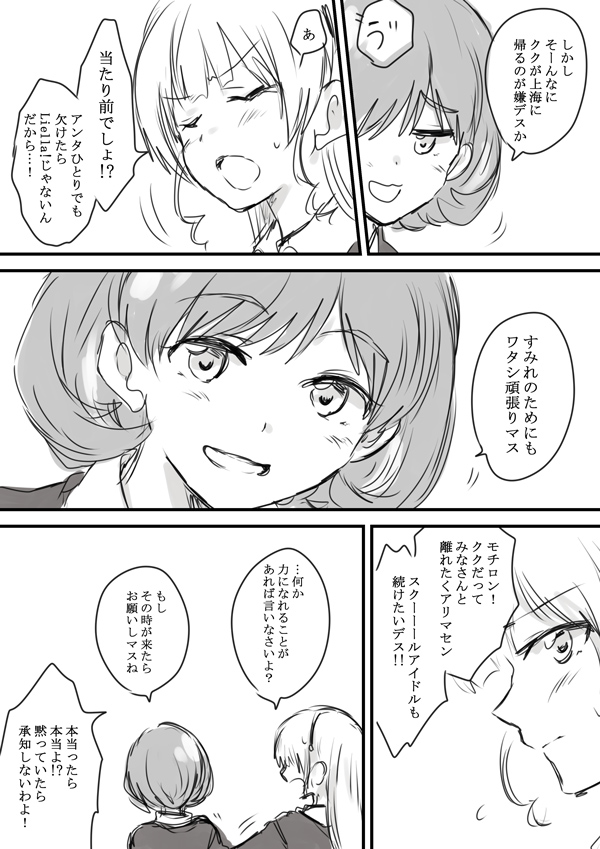 しかし
そーんなに
ククが上海に
帰るのが嫌デスか
う゛っ
あ
当たり前でしょ!?
アンタひとりでも
欠けたら
Liella!じゃないん
だから…!
すみれのためにも
ワタシ頑張りマス
モチロン!
ククだって
みなさんと
離れたくアリマセン
スクーールアイドルも
続けたいデス!!
…何か
力になれることが
あれば言いなさいよ?
もし
その時が来たら
お願いしマスね
本当ったら
本当よ!?
黙っていたら
承知しないわよ!